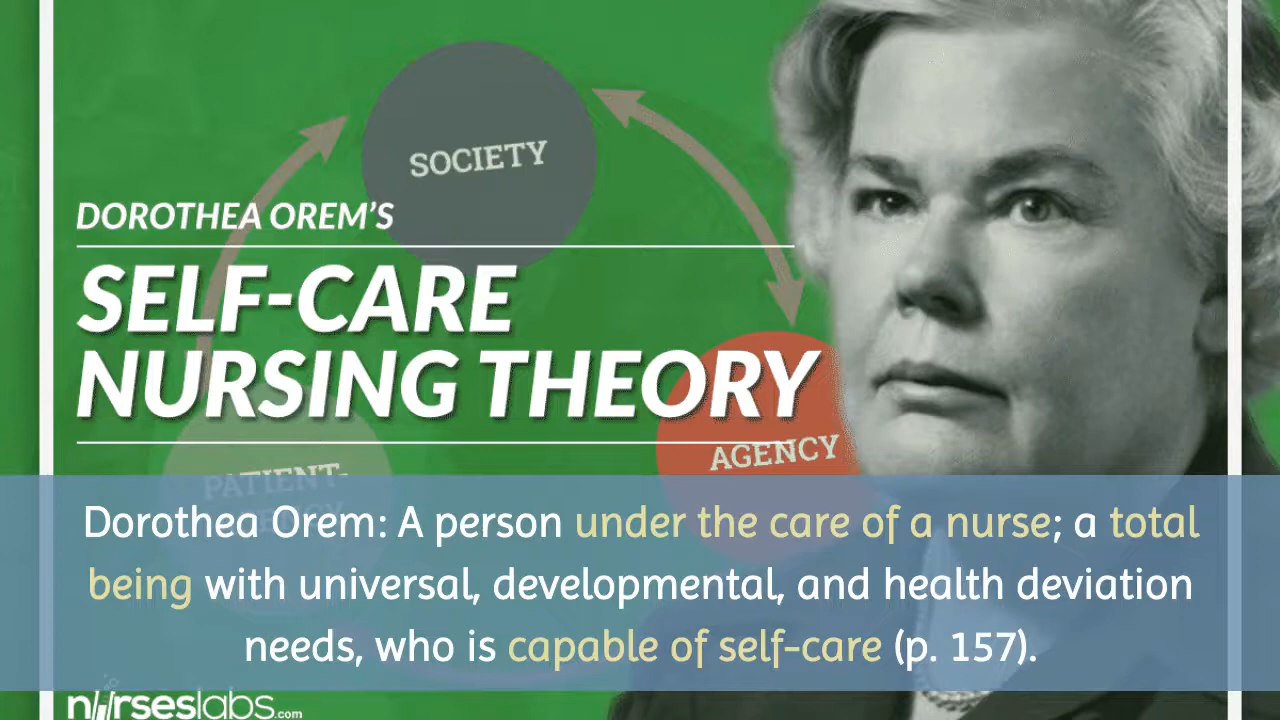 SOCIETY
DOROTHEA OREM'S
SELF-CARE
NURSING THEORY
AGENCY
PATIENT-
Dorothea Orem: A person under the care of a nurse; a total
being with universal, developmental, and health deviation
needs, who is capable of self-care (p. 157).
nurseslabs.com